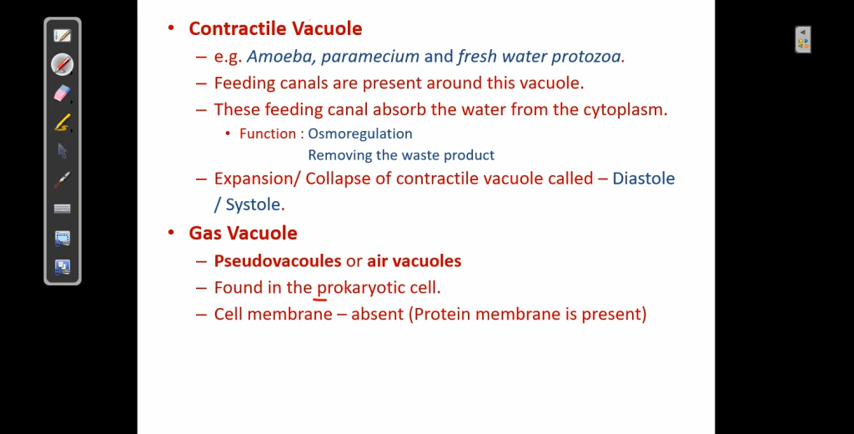 • Contractile Vacuole
– e.g. Amoeba, paramecium and fresh water protozoa.
– Feeding canals are present around this vacuole.
– These feeding canal absorb the water from the cytoplasm.
• Function : Osmoregulation
Removing the waste product
– Expansion/ Collapse of contractile vacuole called – Diastole
/ Systole.
• Gas Vacuole
– Pseudovacoules or air vacuoles
– Found in the prokaryotic cell.
– Cell membrane – absent (Protein membrane is present)